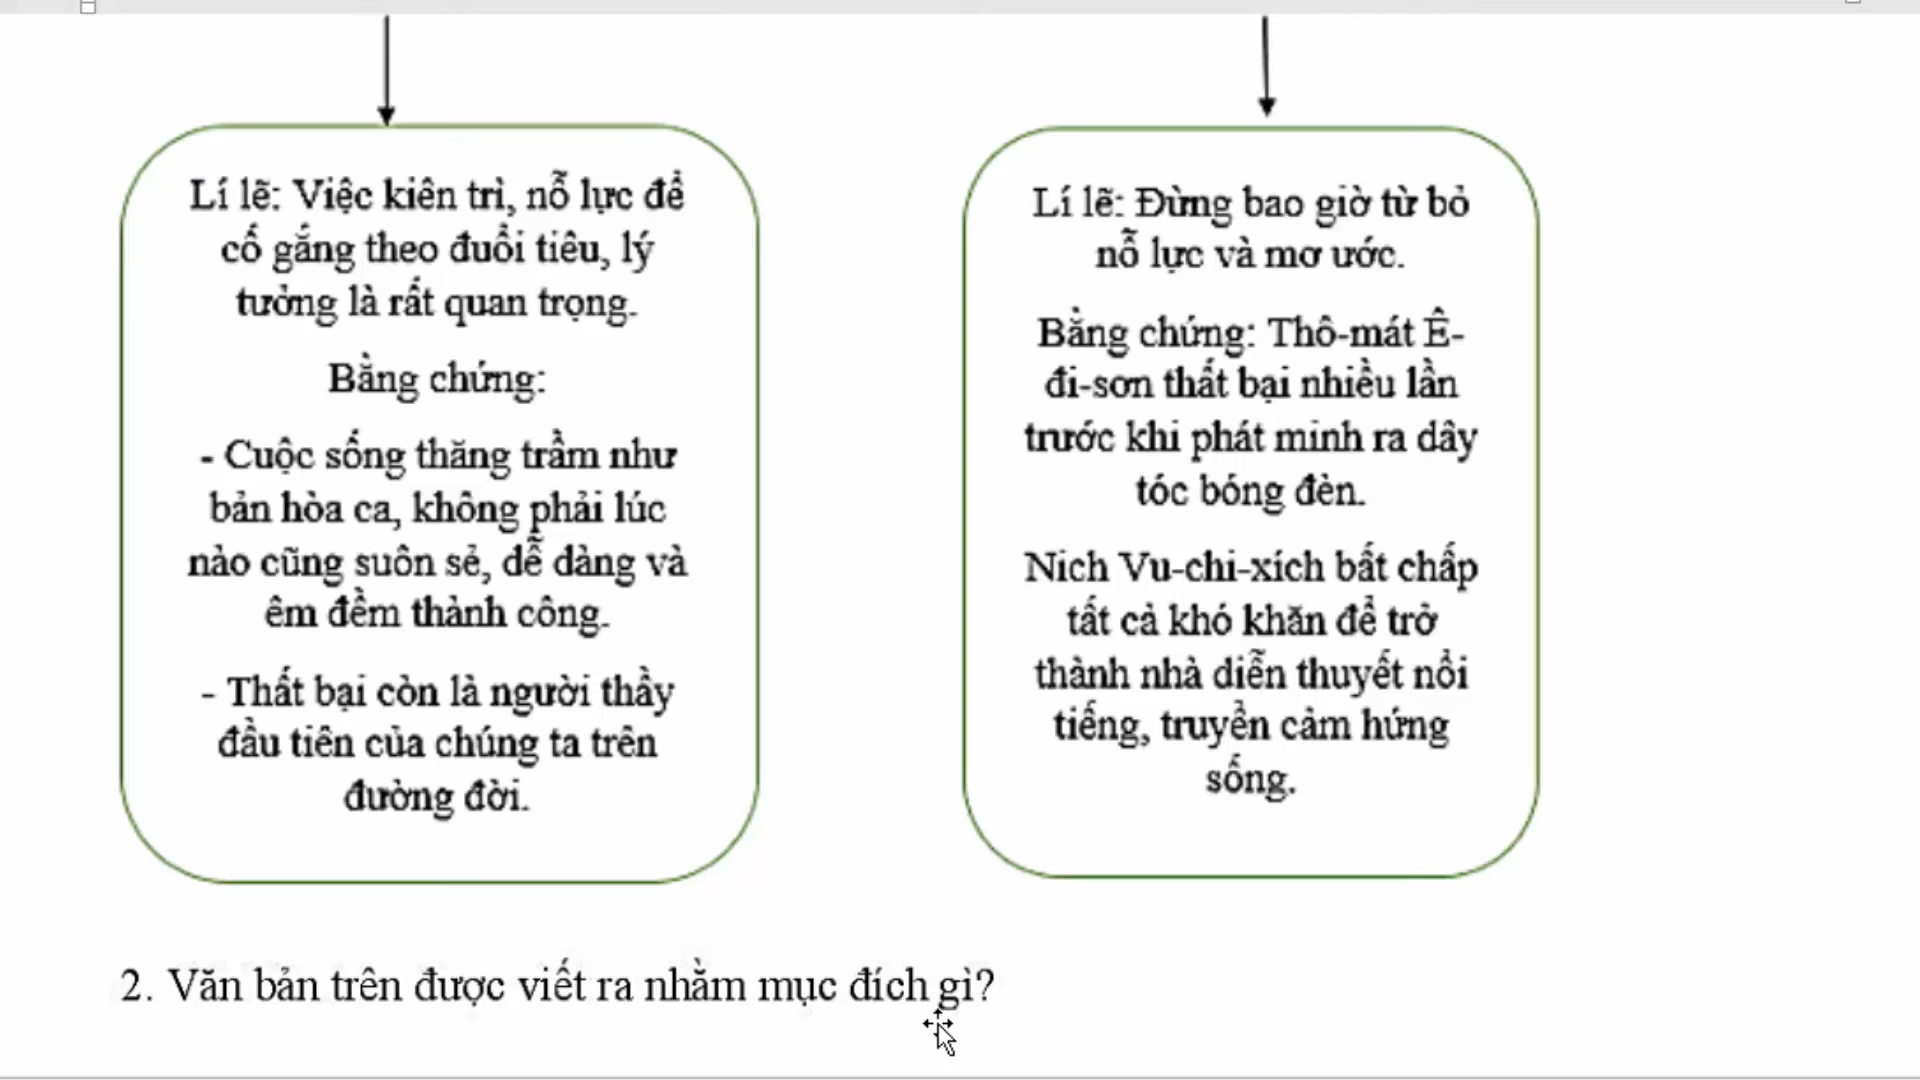 Lí lẽ: Việc kiên trì, nỗ lực để
cố gắng theo đuổi tiêu, lý
tưởng là rất quan trọng.
Bằng chứng:
- Cuộc sống thăng trầm như
bản hòa ca, không phải lúc
nào cũng suôn sẻ, dễ dàng và
êm đềm thành công.
- Thất bại còn là người thầy
đầu tiên của chúng ta trên
đường đời.
Lí lẽ: Đừng bao giờ từ bỏ
nỗ lực và mơ ước.
Bằng chứng: Thô-mát Ê-
đi-sơn thất bại nhiều lần
trước khi phát minh ra dây
tóc bóng đèn.
Nich Vu-chi-xích bất chấp
tất cả khó khăn để trở
thành nhà diễn thuyết nổi
tiếng, truyền cảm hứng
sống.
2. Văn bản trên được viết ra nhằm mục đích gì?